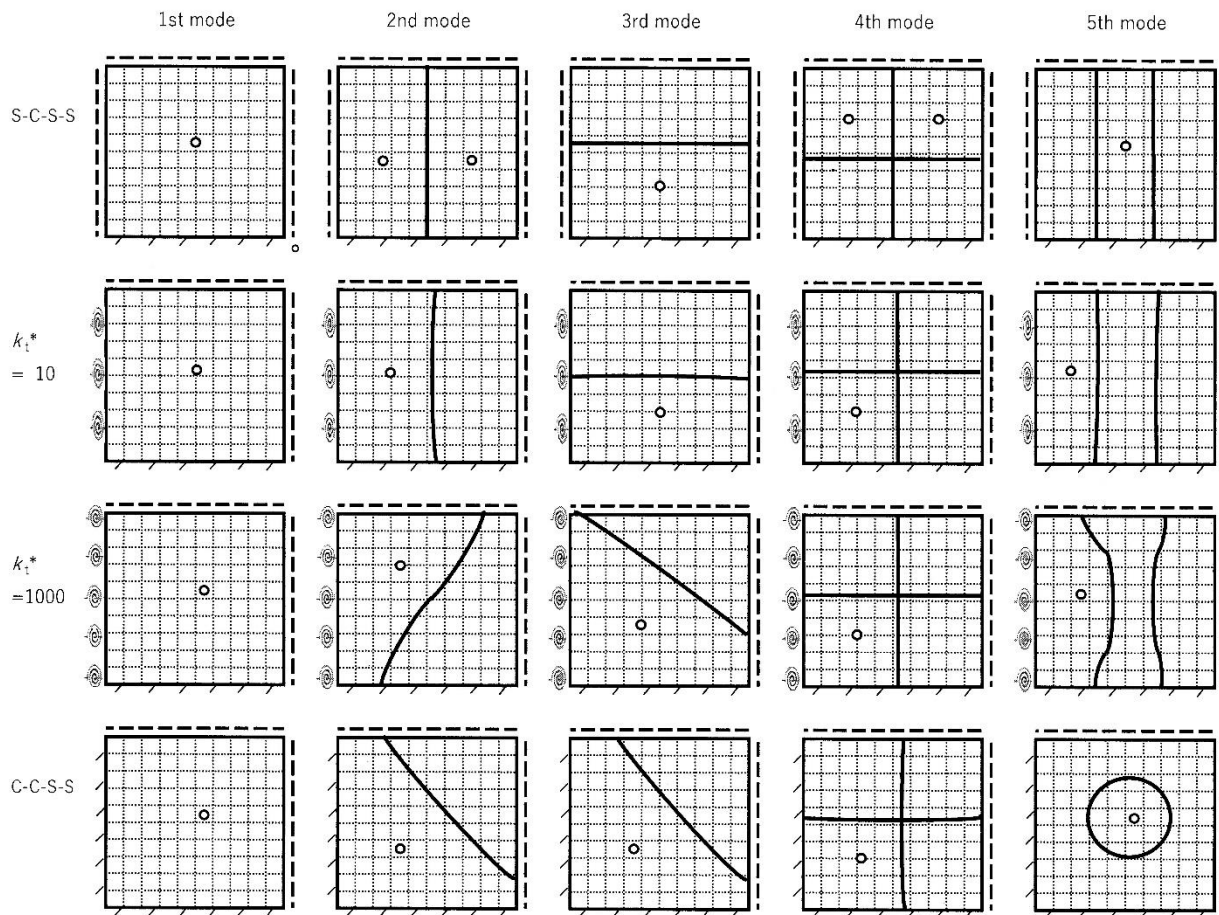 1st mode
2nd mode
3rd mode
4th mode
5th mode
S-C-S-S
kₜ*
= 10
kₜ*
=1000
C-C-S-S